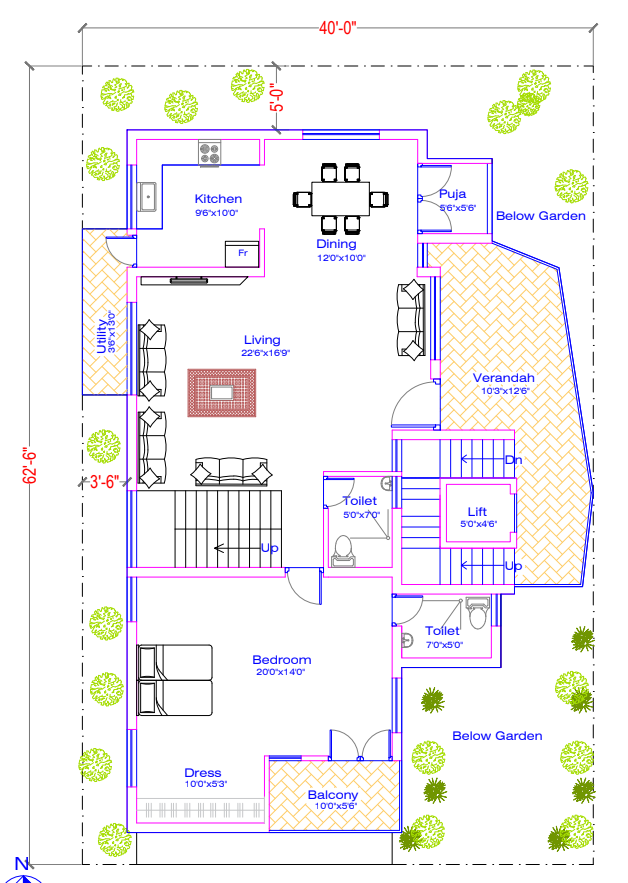 40'-0"
5'-0"
Kitchen
9'6"x10'0"
Puja
5'6"x5'6"
Below Garden
Dining
12'0"x10'0"
Fr
Utility
3'6"x13'0"
Living
22'6"x16'9"
Verandah
10'3"x12'6"
62'-6"
3'-6"
Dn
Toilet
5'0"x7'0"
Lift
5'0"x4'6"
Up
Up
Toilet
7'0"x5'0"
Bedroom
20'0"x14'0"
Below Garden
Dress
10'0"x5'3"
Balcony
10'0"x5'6"
N